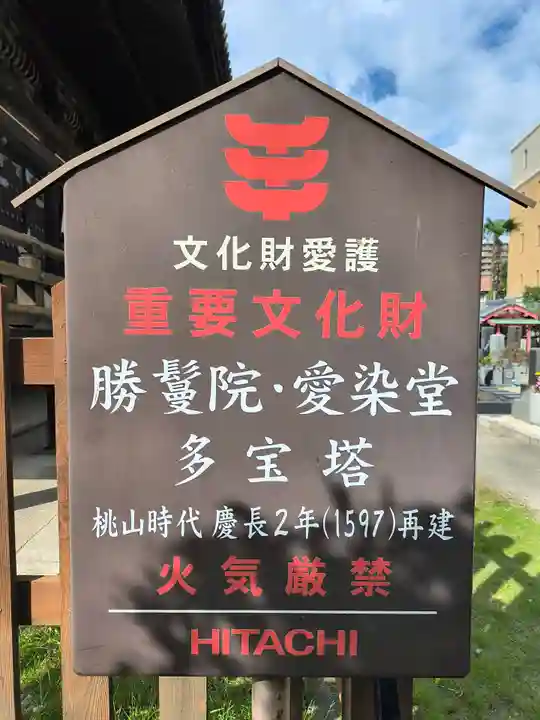 文化財愛護
重要文化財
勝鬘院・愛染堂
多宝塔
桃山時代 慶長2年(1597)再建
火気厳禁
HITACHI